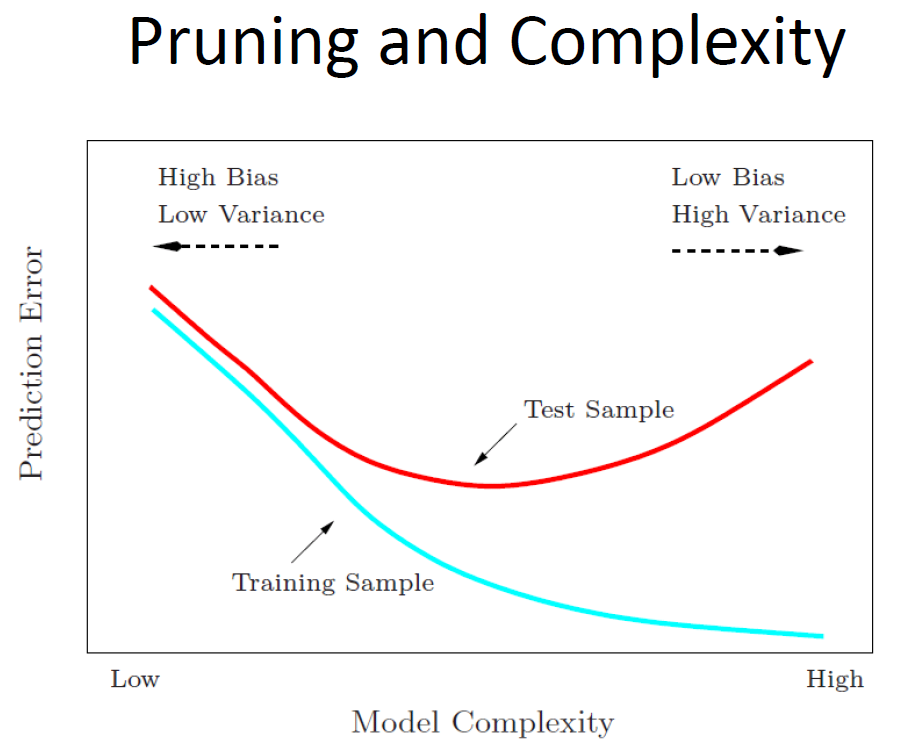 Pruning and Complexity
High Bias
Low Variance
Low Bias
High Variance
Prediction Error
Test Sample
Training Sample
Low
High
Model Complexity